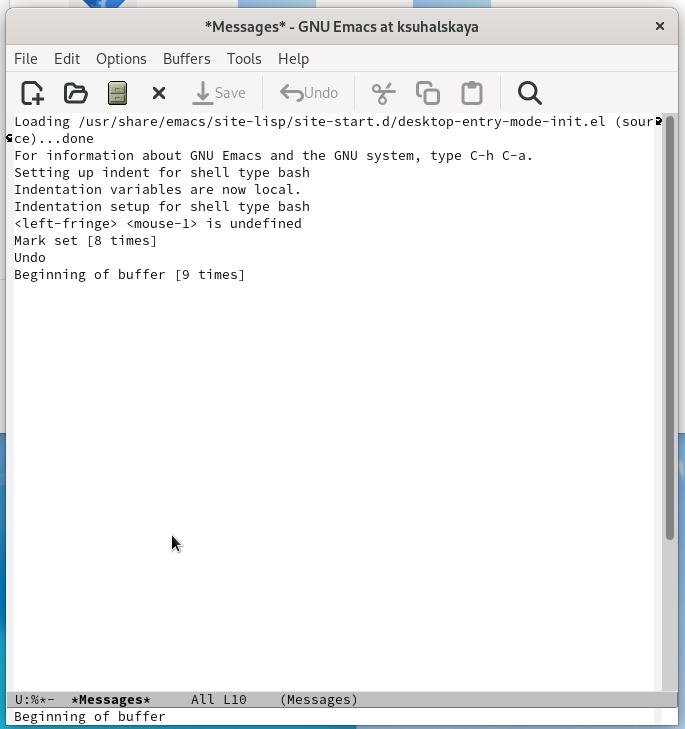 *Messages* - GNU Emacs at ksuhalskaya
File Edit Options Buffers Tools Help
Save Undo
Loading /usr/share/emacs/site-lisp/site-start.d/desktop-entry-mode-init.el (sour
ce)...done
For information about GNU Emacs and the GNU system, type C-h C-a.
Setting up indent for shell type bash
Indentation variables are now local.
Indentation setup for shell type bash
<left-fringe> <mouse-1> is undefined
Mark set [8 times]
Undo
Beginning of buffer [9 times]
U:%*- *Messages* All L10 (Messages)
Beginning of buffer